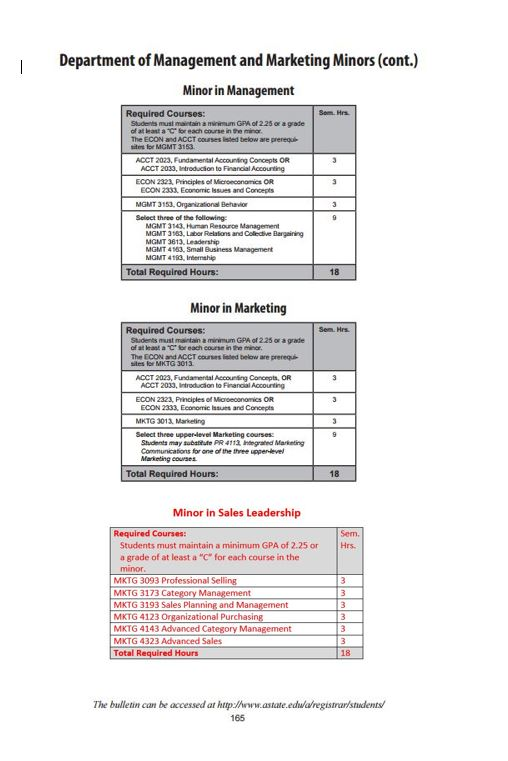 Department of Management and Marketing Minors (cont.)
Minor in Management
Required Courses: Sem. Hrs.
Students must maintain a minimum GPA of 2.25 or a grade
of at least a "C" for each course in the minor.
The ECON and ACCT courses listed below are prerequi-
sites for MGMT 3153.
ACCT 2023, Fundamental Accounting Concepts OR 3
ACCT 2033, Introduction to Financial Accounting
ECON 2323, Principles of Microeconomics OR 3
ECON 2333, Economic Issues and Concepts
MGMT 3153, Organizational Behavior 3
Select three of the following: 9
MGMT 3143, Human Resource Management
MGMT 3163, Labor Relations and Collective Bargaining
MGMT 3613, Leadership
MGMT 4163, Small Business Management
MGMT 4193, Internship
Total Required Hours: 18
Minor in Marketing
Required Courses: Sem. Hrs.
Students must maintain a minimum GPA of 2.25 or a grade
of at least a "C" for each course in the minor.
The ECON and ACCT courses listed below are prerequi-
sites for MKTG 3013.
ACCT 2023, Fundamental Accounting Concepts, OR 3
ACCT 2033, Introduction to Financial Accounting
ECON 2323, Principles of Microeconomics OR 3
ECON 2333, Economic Issues and Concepts
MKTG 3013, Marketing 3
Select three upper-level Marketing courses: 9
Students may substitute PR 4113, Integrated Marketing
Communications for one of the three upper-level
Marketing courses.
Total Required Hours: 18
Minor in Sales Leadership
Required Courses: Sem.
Students must maintain a minimum GPA of 2.25 or Hrs.
a grade of at least a "C" for each course in the
minor.
MKTG 3093 Professional Selling 3
MKTG 3173 Category Management 3
MKTG 3193 Sales Planning and Management 3
MKTG 4123 Organizational Purchasing 3
MKTG 4143 Advanced Category Management 3
MKTG 4323 Advanced Sales 3
Total Required Hours 18
The bulletin can be accessed at http://www.astate.edu/a/registrar/students/
165